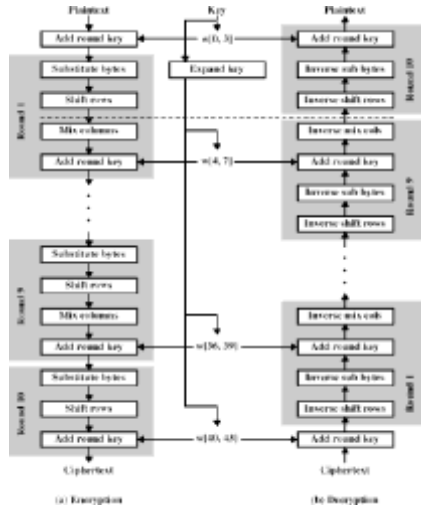 Plaintext
Add round key
Round 1
Substitute bytes
Shift rows
Mix columns
Add round key
Round 9
Substitute bytes
Shift rows
Mix columns
Add round key
Round 10
Substitute bytes
Shift rows
Add round key
Ciphertext
(a) Encryption
Key
w[0, 3]
Expand key
w[4, 7]
w[36, 39]
w[40, 43]
Plaintext
Add round key
Inverse sub bytes
Inverse shift rows
Round 10
Inverse mix cols
Add round key
Inverse sub bytes
Inverse shift rows
Round 9
Inverse mix cols
Add round key
Inverse sub bytes
Inverse shift rows
Round 1
Add round key
Ciphertext
(b) Decryption